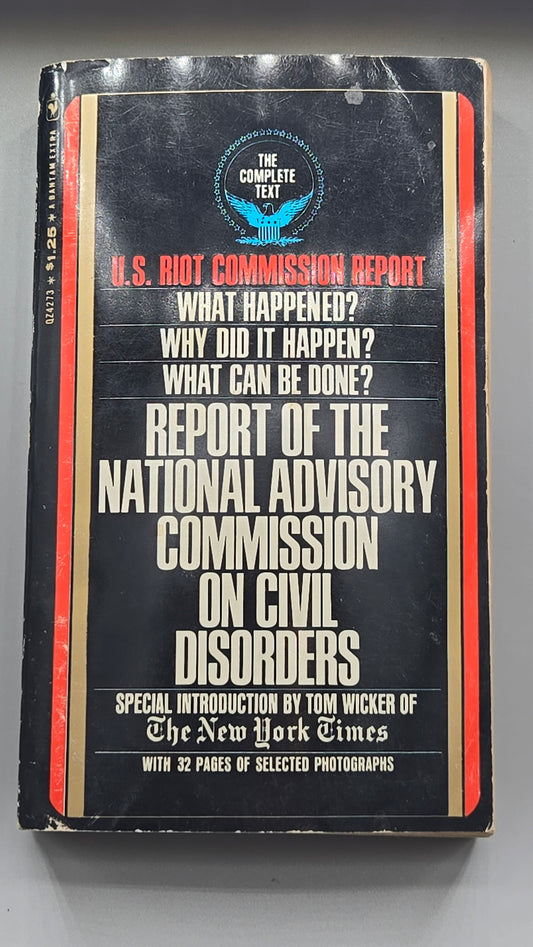 THE
COMPLETE
TEXT
U.S. RIOT COMMISSION REPORT
WHAT HAPPENED?
WHY DID IT HAPPEN?
WHAT CAN BE DONE?
REPORT OF THE
NATIONAL ADVISORY
COMMISSION
ON CIVIL
DISORDERS
SPECIAL INTRODUCTION BY TOM WICKER OF
The New York Times
WITH 32 PAGES OF SELECTED PHOTOGRAPHS
QZ4273 * $1.25 * A BANTAM EXTRA